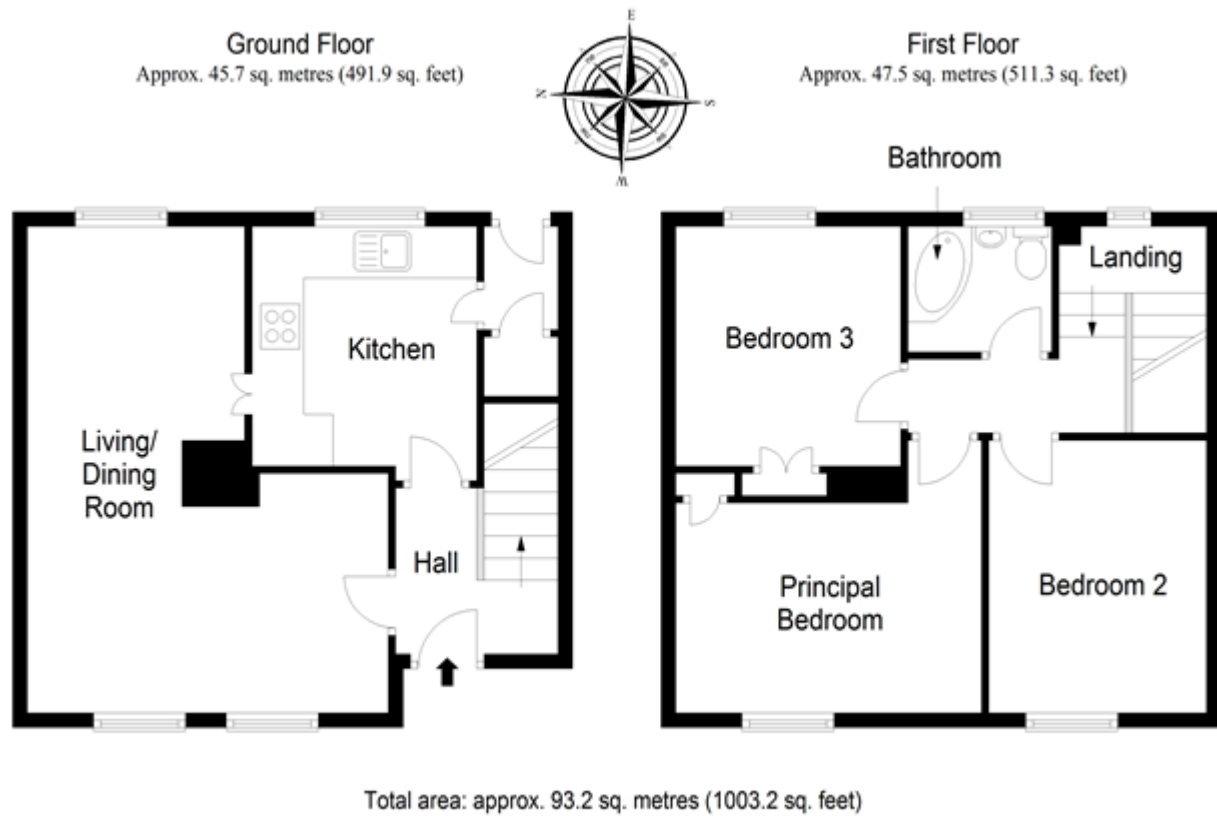 Ground Floor
Approx. 45.7 sq. metres (491.9 sq. feet)
E
N
S
W
First Floor
Approx. 47.5 sq. metres (511.3 sq. feet)
Bathroom
Landing
Bedroom 3
Kitchen
Living/
Dining
Room
Hall
Principal
Bedroom
Bedroom 2
Total area: approx. 93.2 sq. metres (1003.2 sq. feet)